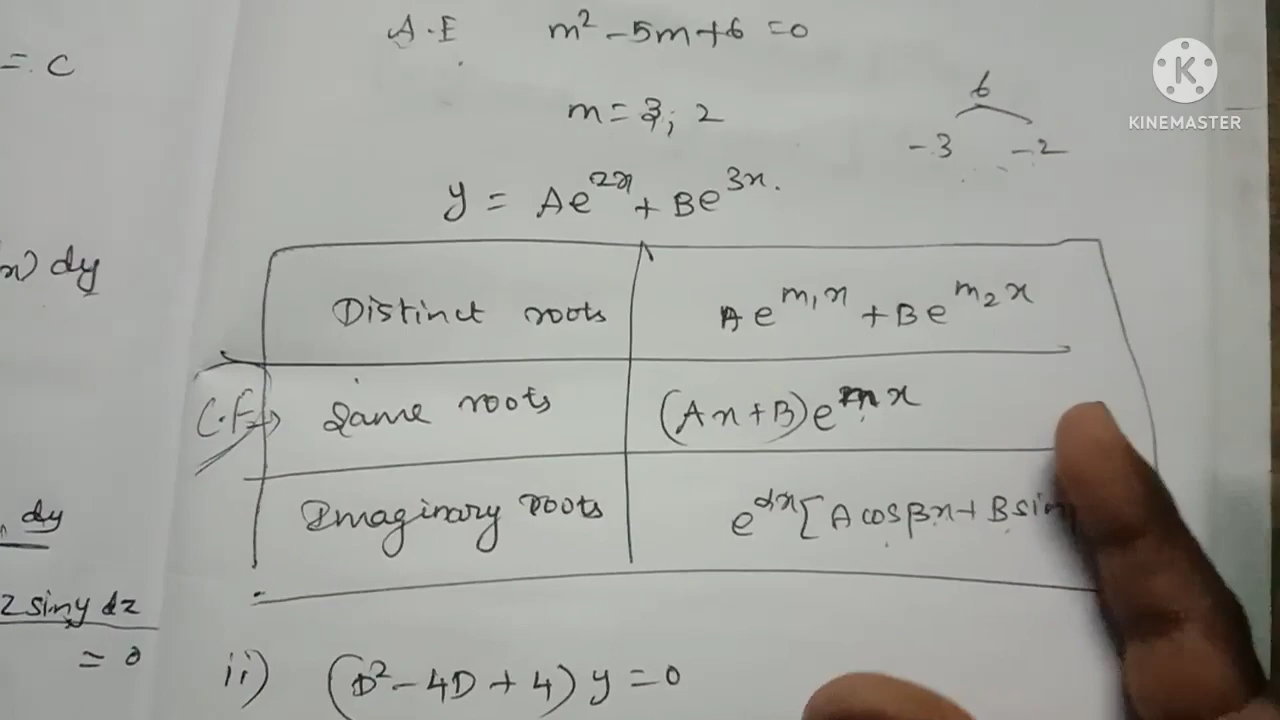 = C
x) dy
dy
2 siny dz
= 0
A.E m² - 5m + 6 = 0
6
-3 -2
m = 3; 2
y = Ae^{2x} + Be^{3x}.
Distinct roots Ae^{m₁x} + Be^{m₂x}
C.F → Same roots (Ax+B)e^{mx}
Imaginary roots e^{αx}[A cosβx + B sin
ii) (D² - 4D + 4) y = 0
KINEMASTER